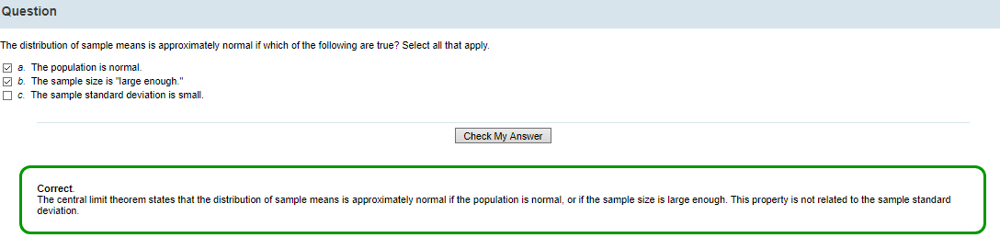 Question
The distribution of sample means is approximately normal if which of the following are true? Select all that apply.
a. The population is normal.
b. The sample size is "large enough."
c. The sample standard deviation is small.
Check My Answer
Correct.
The central limit theorem states that the distribution of sample means is approximately normal if the population is normal, or if the sample size is large enough. This property is not related to the sample standard
deviation.